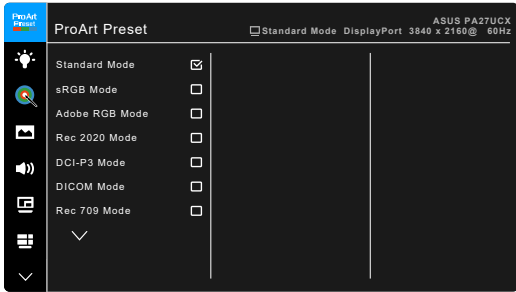 ProArt
Preset
ProArt Preset
ASUS PA27UCX
Standard Mode DisplayPort 3840 x 2160@ 60Hz
Standard Mode
sRGB Mode
Adobe RGB Mode
Rec 2020 Mode
DCI-P3 Mode
DICOM Mode
Rec 709 Mode